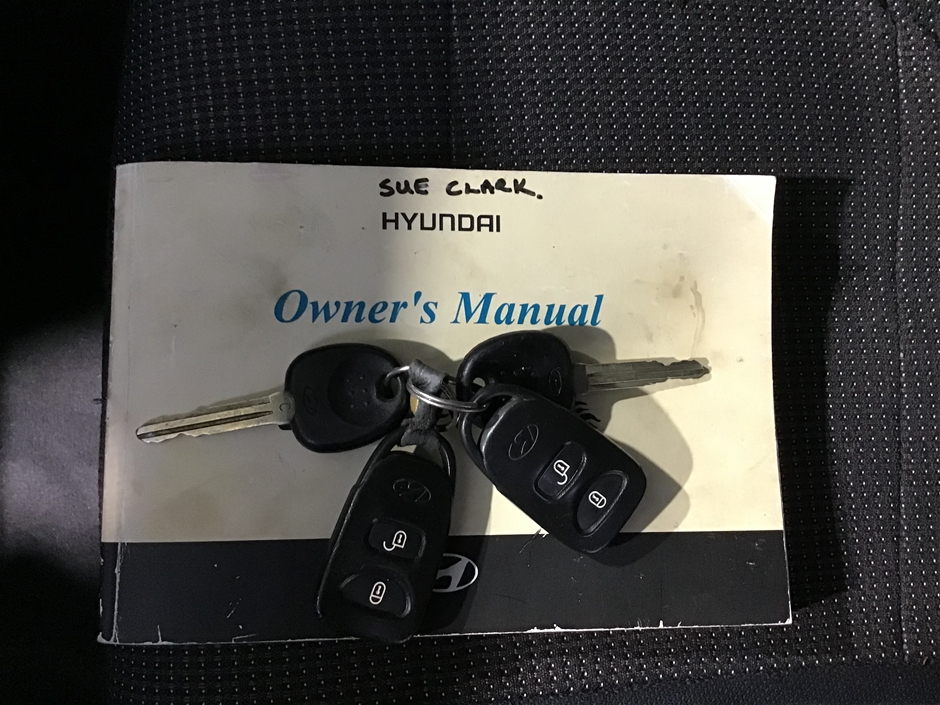 SUE CLARK.
HYUNDAI
Owner's Manual